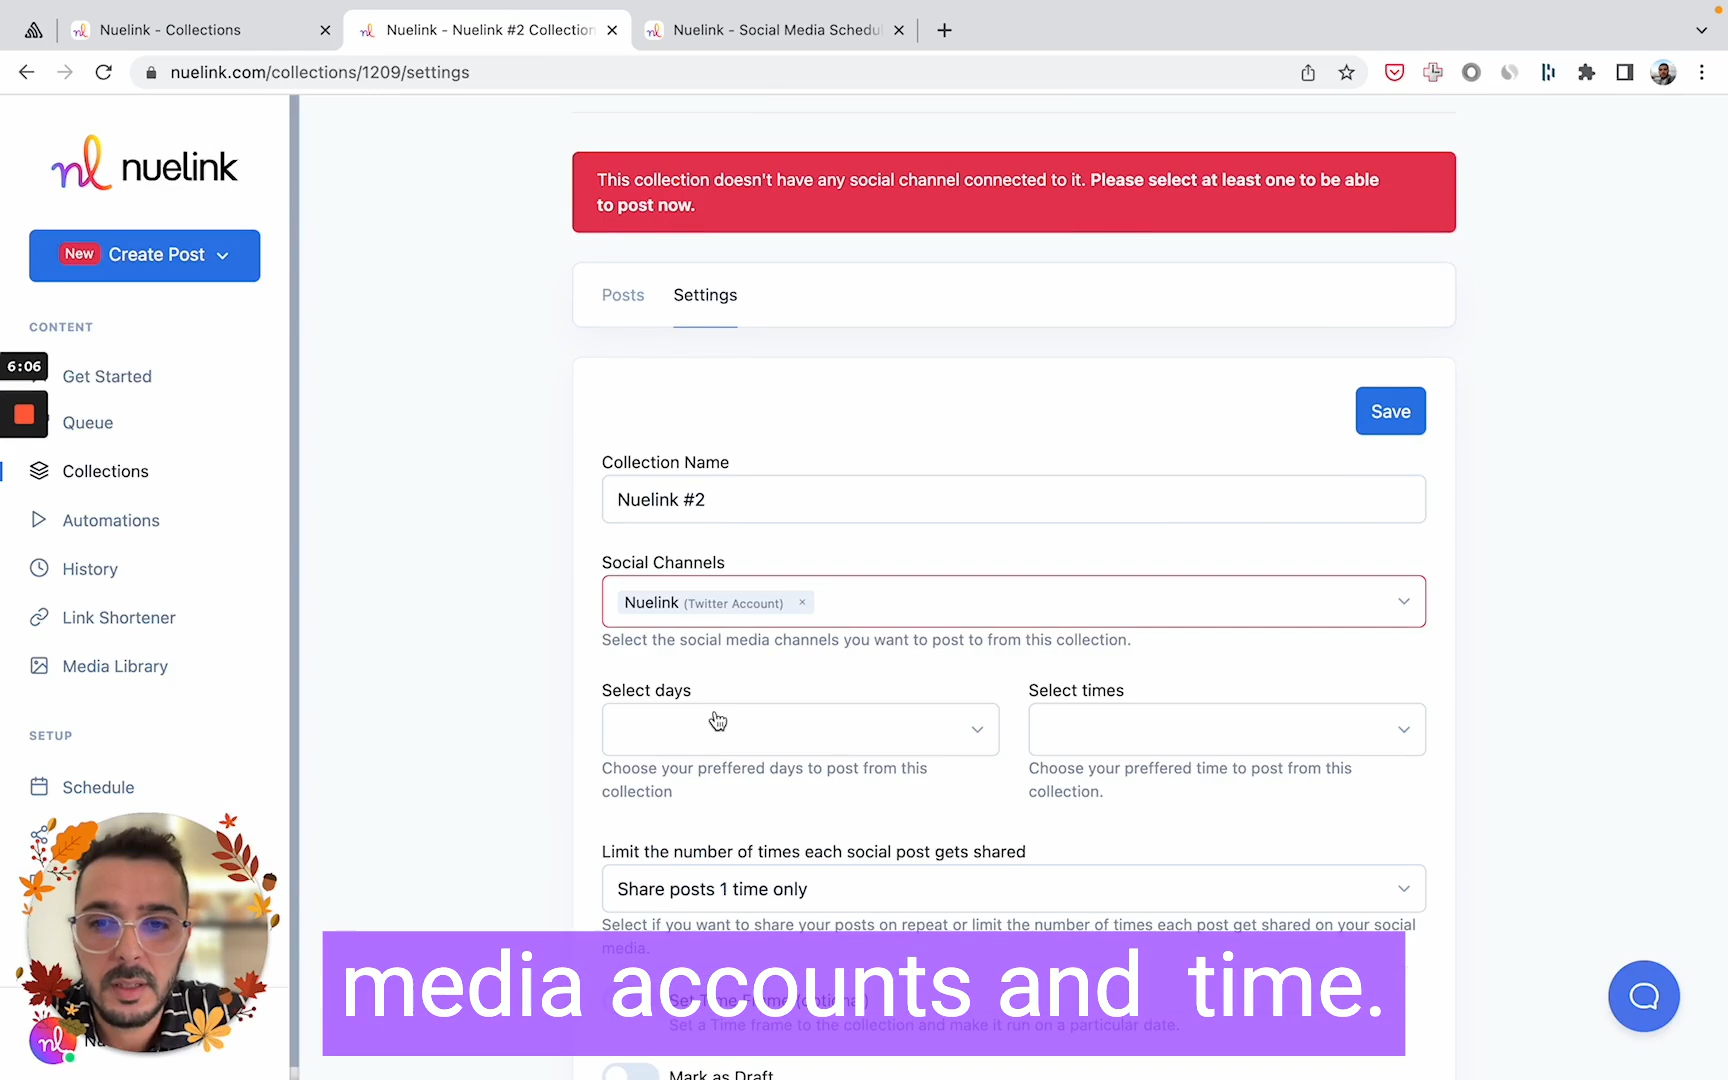 Nuelink - Collections
Nuelink - Nuelink #2 Collection
Nuelink - Social Media Schedul
nuelink.com/collections/1209/settings
nl nuelink
New Create Post
CONTENT
6:06
Get Started
Queue
Collections
Automations
History
Link Shortener
Media Library
SETUP
Schedule
nl
This collection doesn't have any social channel connected to it. Please select at least one to be able
to post now.
Posts Settings
Save
Collection Name
Nuelink #2
Social Channels
Nuelink (Twitter Account) ×
Select the social media channels you want to post to from this collection.
Select days
Select times
Choose your preffered days to post from this
collection
Choose your preffered time to post from this
collection.
Limit the number of times each social post gets shared
Share posts 1 time only
Select if you want to share your posts on repeat or limit the number of times each post get shared on your social
media.
media accounts and time.
Set Time Frame (optional)
Set a Time frame to the collection and make it run on a particular date.
Mark as Draft